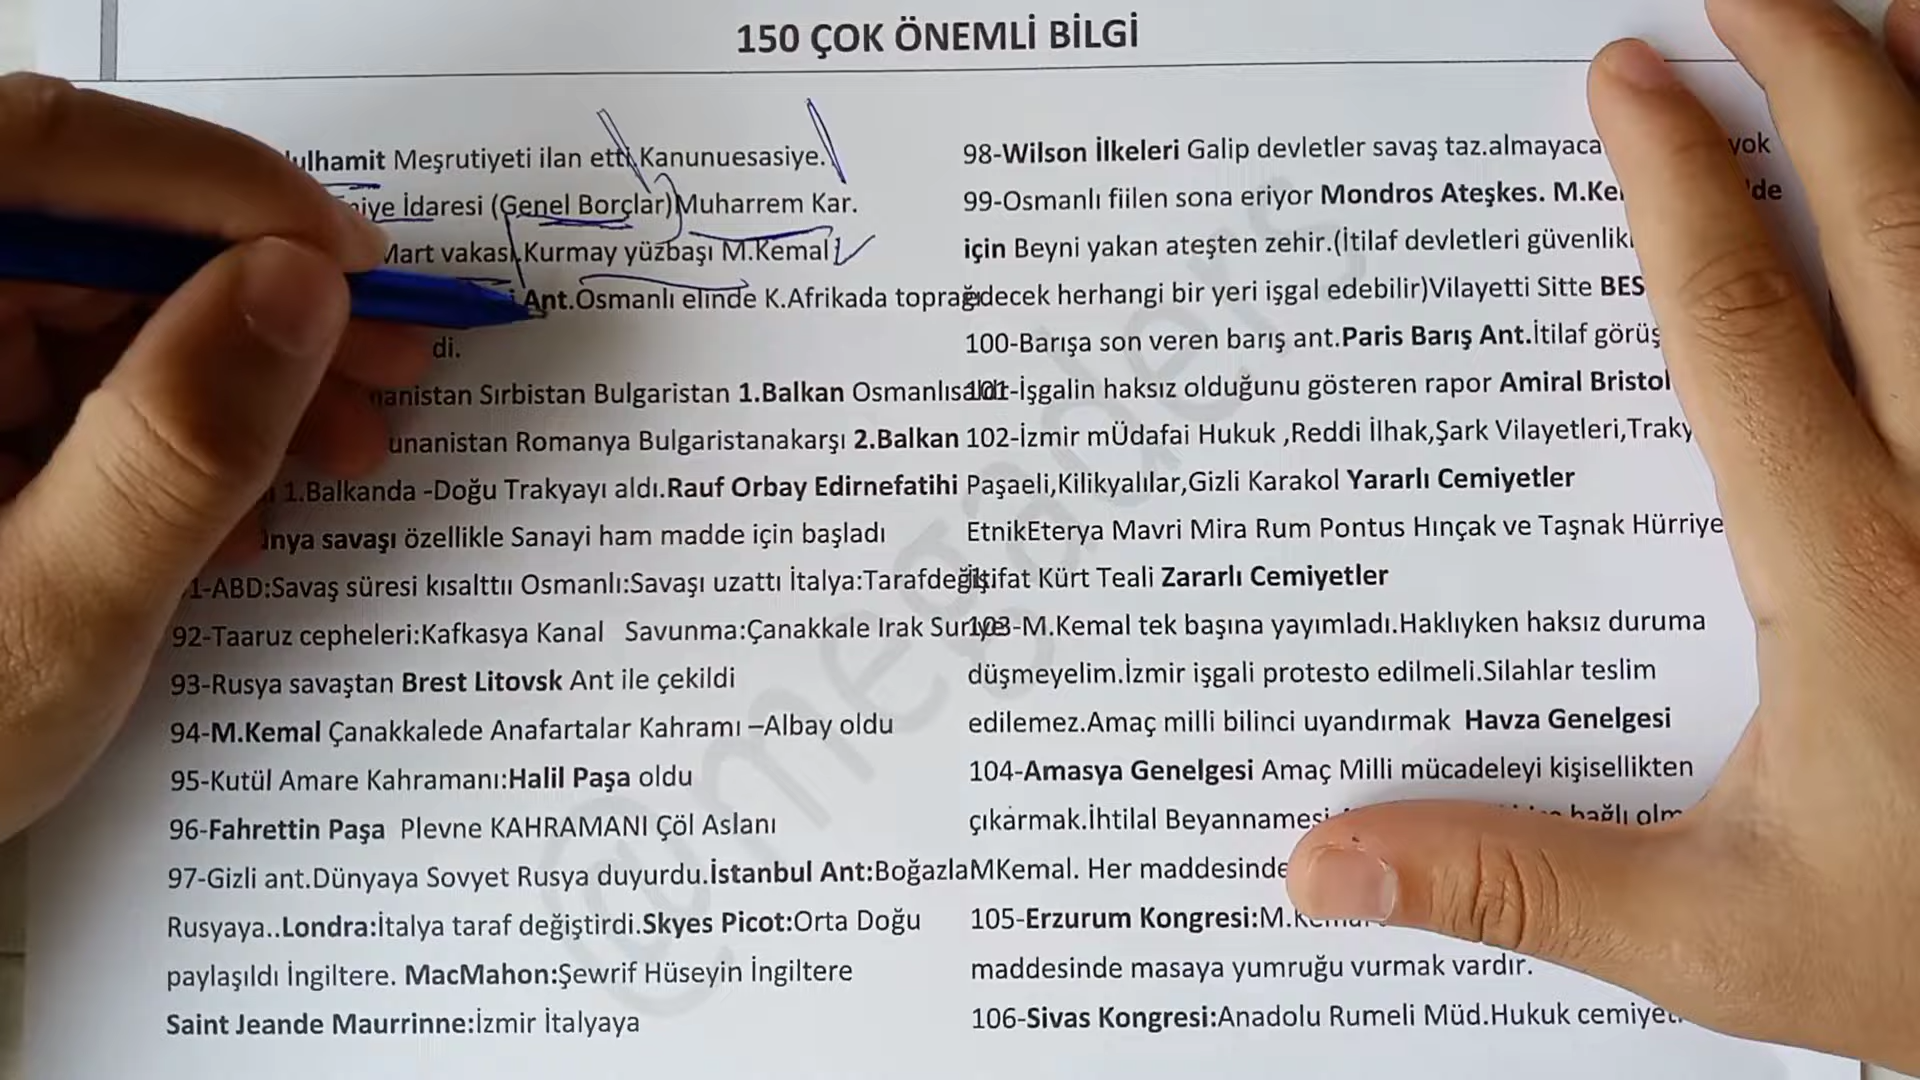 150 ÇOK ÖNEMLİ BİLGİ
Meşrutiyeti ilan etti Kanunuesasiye.
İdaresi (Genel Borçlar) Muharrem Kar.
Mart vakası Kurmay yüzbaşı M.Kemal
Ant.Osmanlı elinde K.Afrikada toprağı
di.
Sırbistan Bulgaristan 1.Balkan Osmanlısaldır
Romanya Bulgaristanakarşı 2.Balkan
1.Balkanda -Doğu Trakyayı aldı.Rauf Orbay Edirnefatihi
savaşı özellikle Sanayi ham madde için başladı
1-ABD:Savaş süresi kısalttıı Osmanlı:Savaşı uzattı İtalya:Tarafdeğiş
92-Taaruz cepheleri:Kafkasya Kanal Savunma:Çanakkale Irak Suriye
93-Rusya savaştan Brest Litovsk Ant ile çekildi
94-M.Kemal Çanakkalede Anafartalar Kahramı –Albay oldu
95-Kutül Amare Kahramanı:Halil Paşa oldu
96-Fahrettin Paşa Plevne KAHRAMANI Çöl Aslanı
97-Gizli ant.Dünyaya Sovyet Rusya duyurdu.İstanbul Ant:Boğazla
Rusyaya..Londra:İtalya taraf değiştirdi.Skyes Picot:Orta Doğu
paylaşıldı İngiltere. MacMahon:Şewrif Hüseyin İngiltere
Saint Jeande Maurrinne:İzmir İtalyaya
98-Wilson İlkeleri Galip devletler savaş taz.almayaca yok
99-Osmanlı fiilen sona eriyor Mondros Ateşkes. 'de
için Beyni yakan ateşten zehir.(İtilaf devletleri güvenlik
edecek herhangi bir yeri işgal edebilir)Vilayetti Sitte BES
100-Barışa son veren barış ant.Paris Barış Ant.İtilaf görüş
101-İşgalin haksız olduğunu gösteren rapor Amiral Bristol
102-İzmir mÜdafai Hukuk ,Reddi İlhak,Şark Vilayetleri,Traky
Paşaeli,Kilikyalılar,Gizli Karakol Yararlı Cemiyetler
EtnikEterya Mavri Mira Rum Pontus Hınçak ve Taşnak Hürriye
İtifat Kürt Teali Zararlı Cemiyetler
103-M.Kemal tek başına yayımladı.Haklıyken haksız duruma
düşmeyelim.İzmir işgali protesto edilmeli.Silahlar teslim
edilemez.Amaç milli bilinci uyandırmak Havza Genelgesi
104-Amasya Genelgesi Amaç Milli mücadeleyi kişisellikten
çıkarmak.İhtilal Beyannamesi bağlı
MKemal. Her maddesinde
105-Erzurum Kongresi:
maddesinde masaya yumruğu vurmak vardır.
106-Sivas Kongresi:Anadolu Rumeli Müd.Hukuk
@megaders